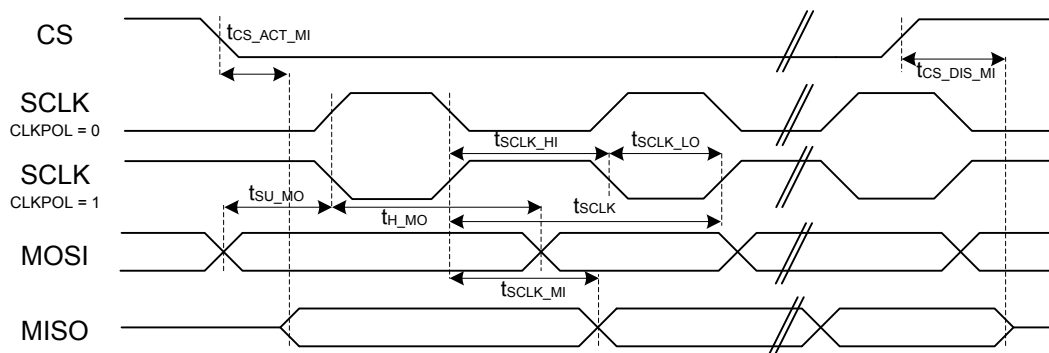 CS
tCS_ACT_MI
tCS_DIS_MI
SCLK
CLKPOL = 0
tSCLK_HI
tSCLK_LO
SCLK
CLKPOL = 1
tSU_MO
tH_MO
tSCLK
MOSI
tSCLK_MI
MISO